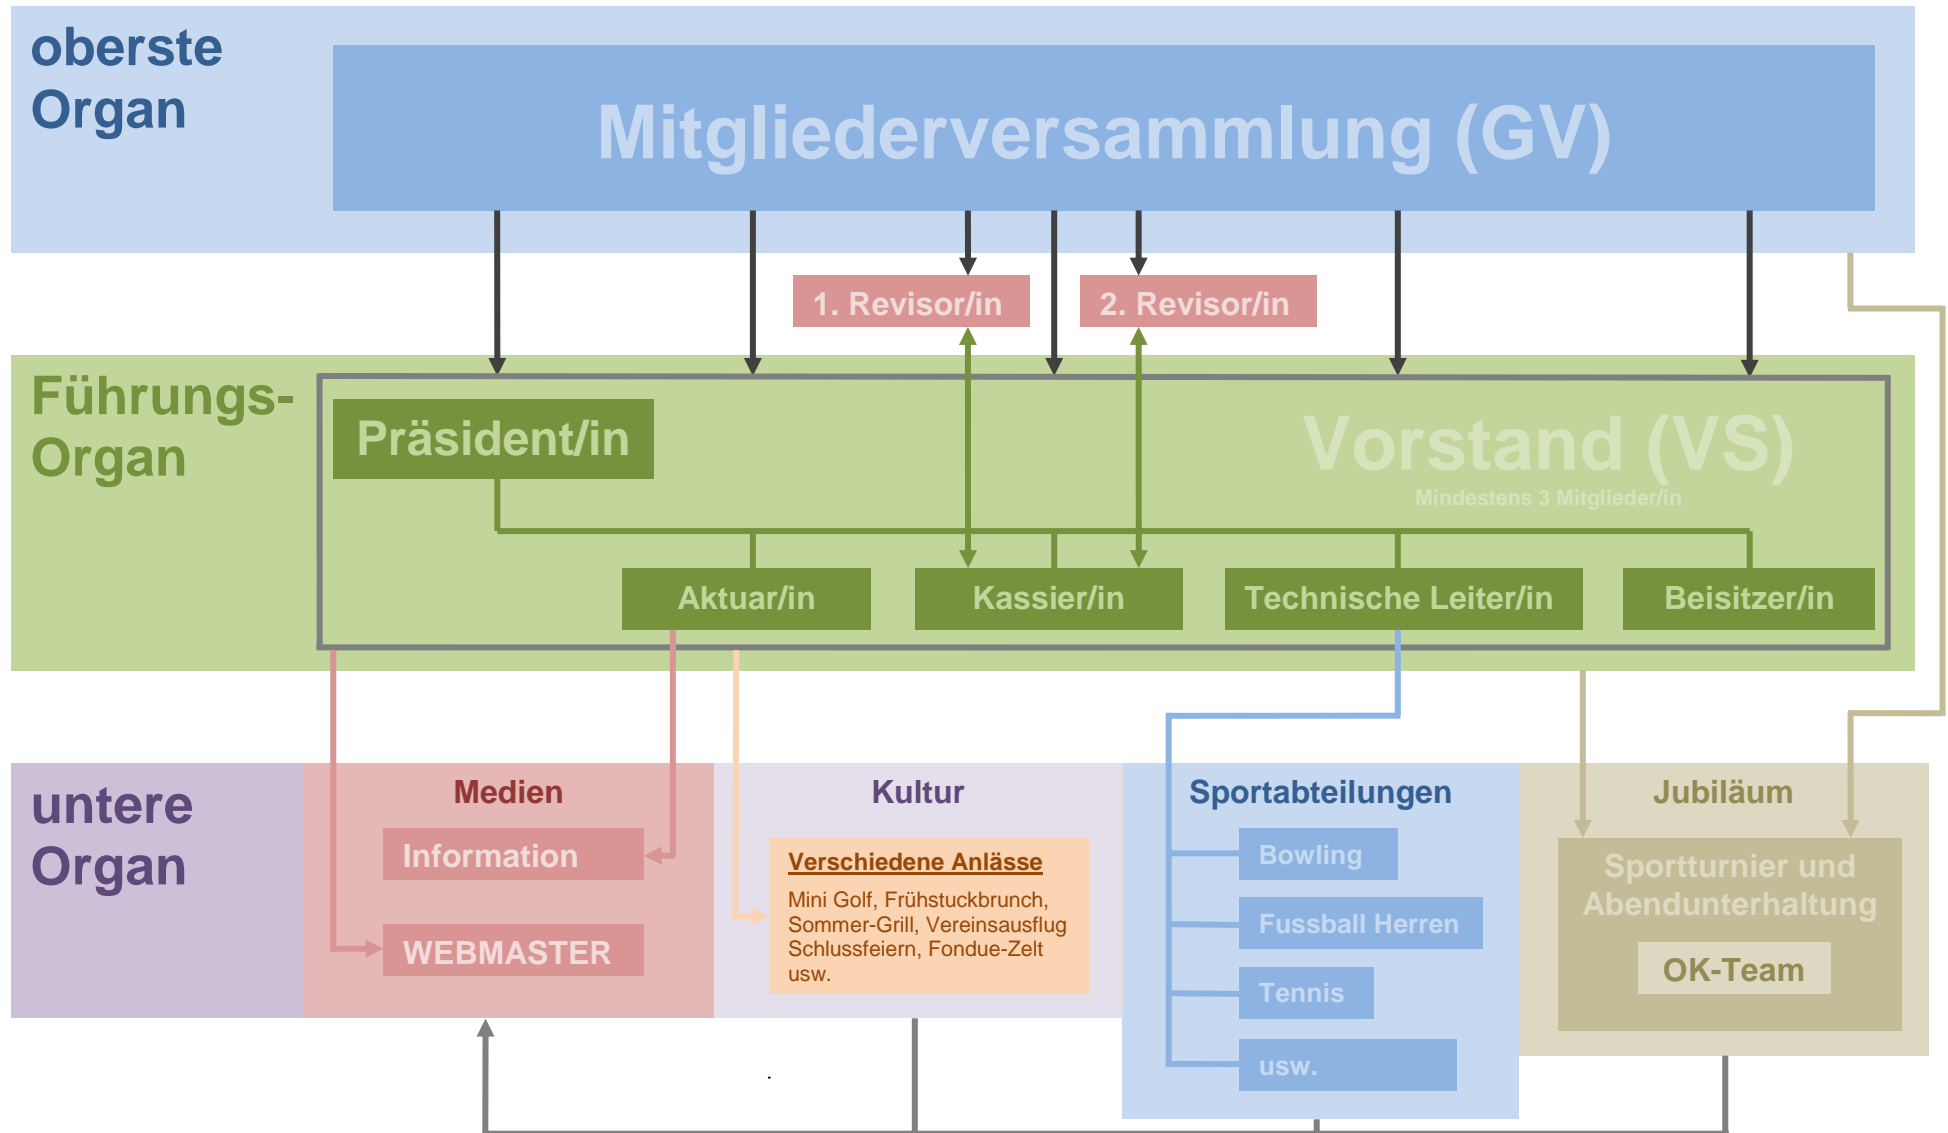 oberste
Organ
Mitgliederversammlung (GV)
1. Revisor/in
2. Revisor/in
Führungs-
Organ
Präsident/in
Vorstand (VS)
Mindestens 3 Mitglieder/in
Aktuar/in
Kassier/in
Technische Leiter/in
Beisitzer/in
untere
Organ
Medien
Information
WEBMASTER
Kultur
Verschiedene Anlässe
Mini Golf, Frühstuckbrunch,
Sommer-Grill, Vereinsausflug
Schlussfeiern, Fondue-Zelt
usw.
Sportabteilungen
Bowling
Fussball Herren
Tennis
usw.
Jubiläum
Sportturnier und
Abendunterhaltung
OK-Team
.